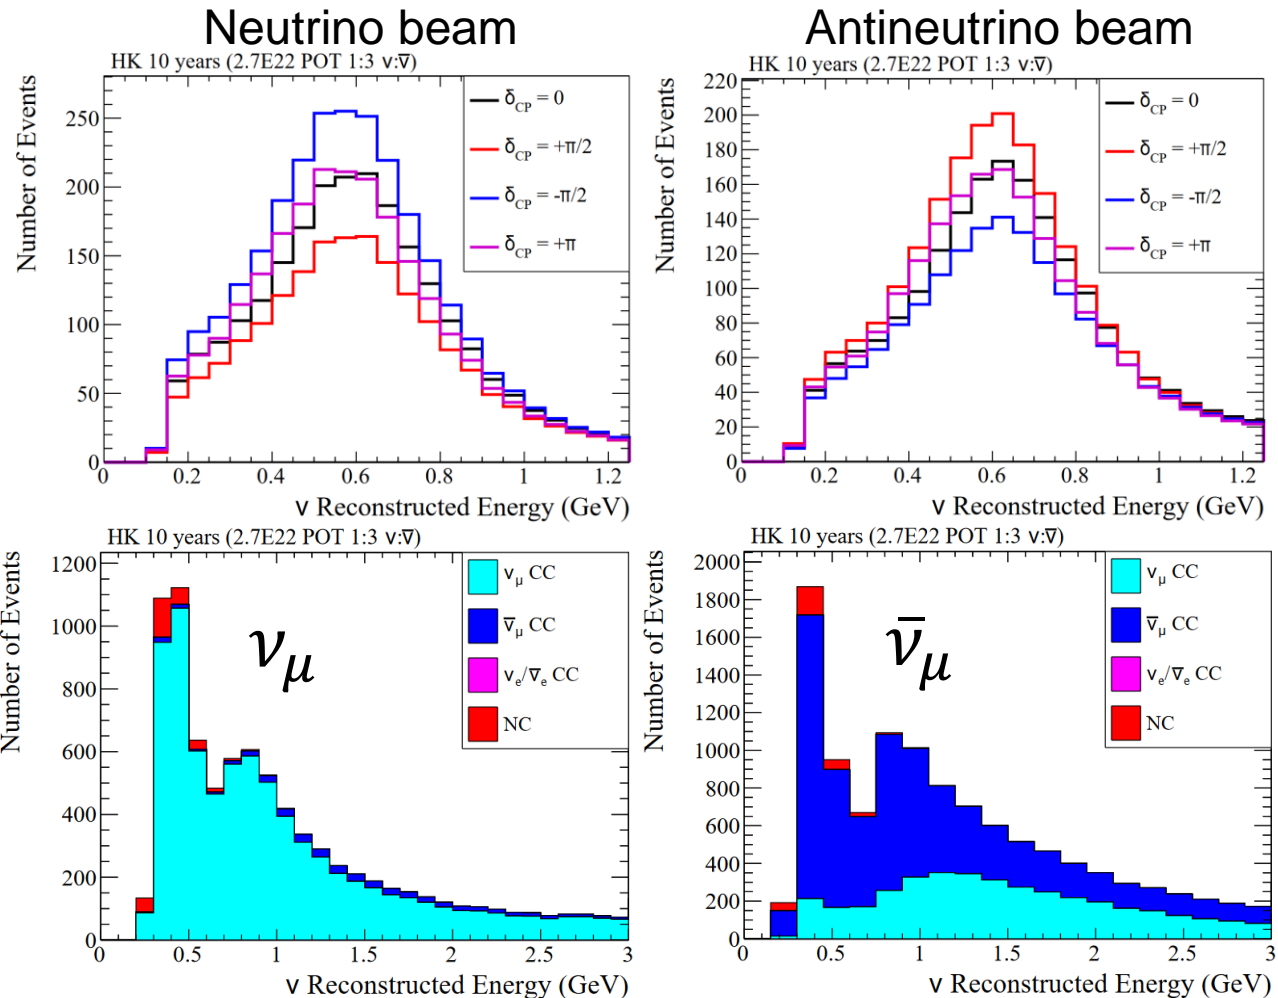 Neutrino beam
Antineutrino beam
HK 10 years (2.7E22 POT 1:3 ν:ν̅)
Number of Events
250
200
150
100
50
0
δCP = 0
δCP = +π/2
δCP = -π/2
δCP = +π
0 0.2 0.4 0.6 0.8 1 1.2
ν Reconstructed Energy (GeV)
HK 10 years (2.7E22 POT 1:3 ν:ν̅)
Number of Events
220
200
180
160
140
120
100
80
60
40
20
0
δCP = 0
δCP = +π/2
δCP = -π/2
δCP = +π
0 0.2 0.4 0.6 0.8 1 1.2
ν Reconstructed Energy (GeV)
HK 10 years (2.7E22 POT 1:3 ν:ν̅)
Number of Events
1200
1000
800
600
400
200
0
νμ
νμ CC
ν̅μ CC
νe/ν̅e CC
NC
0 0.5 1 1.5 2 2.5 3
ν Reconstructed Energy (GeV)
HK 10 years (2.7E22 POT 1:3 ν:ν̅)
Number of Events
2000
1800
1600
1400
1200
1000
800
600
400
200
0
ν̅μ
νμ CC
ν̅μ CC
νe/ν̅e CC
NC
0 0.5 1 1.5 2 2.5 3
ν Reconstructed Energy (GeV)